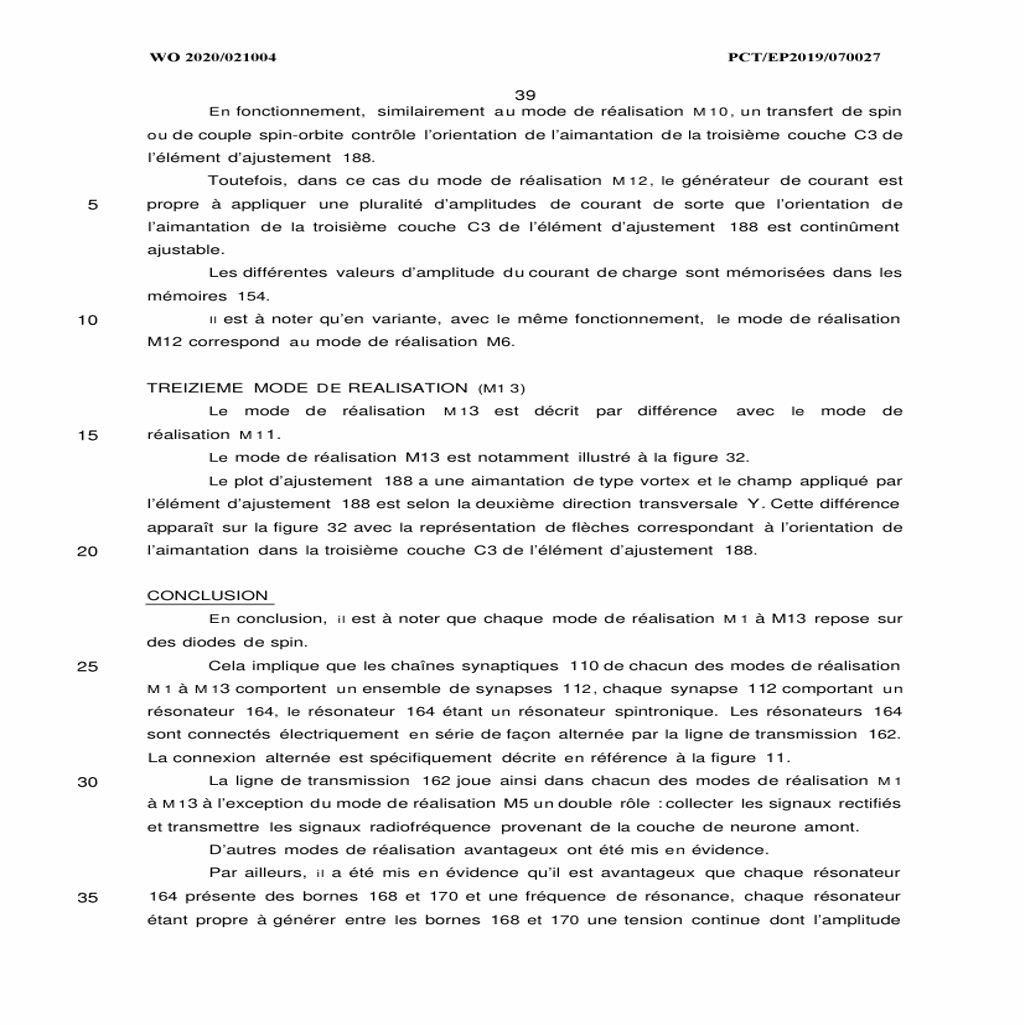 WO 2020/021004 PCT/EP2019/070027
39
En fonctionnement, similairement au mode de réalisation M10, un transfert de spin
ou de couple spin-orbite contrôle l'orientation de l'aimantation de la troisième couche C3 de
l'élément d'ajustement 188.
Toutefois, dans ce cas du mode de réalisation M12, le générateur de courant est
5 propre à appliquer une pluralité d'amplitudes de courant de sorte que l'orientation de
l'aimantation de la troisième couche C3 de l'élément d'ajustement 188 est continûment
ajustable.
Les différentes valeurs d'amplitude du courant de charge sont mémorisées dans les
mémoires 154.
10 Il est à noter qu'en variante, avec le même fonctionnement, le mode de réalisation
M12 correspond au mode de réalisation M6.
TREIZIEME MODE DE REALISATION (M1 3)
Le mode de réalisation M13 est décrit par différence avec le mode de
15 réalisation M11.
Le mode de réalisation M13 est notamment illustré à la figure 32.
Le plot d'ajustement 188 a une aimantation de type vortex et le champ appliqué par
l'élément d'ajustement 188 est selon la deuxième direction transversale Y. Cette différence
apparaît sur la figure 32 avec la représentation de flèches correspondant à l'orientation de
20 l'aimantation dans la troisième couche C3 de l'élément d'ajustement 188.
CONCLUSION
En conclusion, il est à noter que chaque mode de réalisation M1 à M13 repose sur
des diodes de spin.
25 Cela implique que les chaînes synaptiques 110 de chacun des modes de réalisation
M1 à M13 comportent un ensemble de synapses 112, chaque synapse 112 comportant un
résonateur 164, le résonateur 164 étant un résonateur spintronique. Les résonateurs 164
sont connectés électriquement en série de façon alternée par la ligne de transmission 162.
La connexion alternée est spécifiquement décrite en référence à la figure 11.
30 La ligne de transmission 162 joue ainsi dans chacun des modes de réalisation M1
à M13 à l'exception du mode de réalisation M5 un double rôle : collecter les signaux rectifiés
et transmettre les signaux radiofréquence provenant de la couche de neurone amont.
D'autres modes de réalisation avantageux ont été mis en évidence.
Par ailleurs, il a été mis en évidence qu'il est avantageux que chaque résonateur
35 164 présente des bornes 168 et 170 et une fréquence de résonance, chaque résonateur
étant propre à générer entre les bornes 168 et 170 une tension continue dont l'amplitude